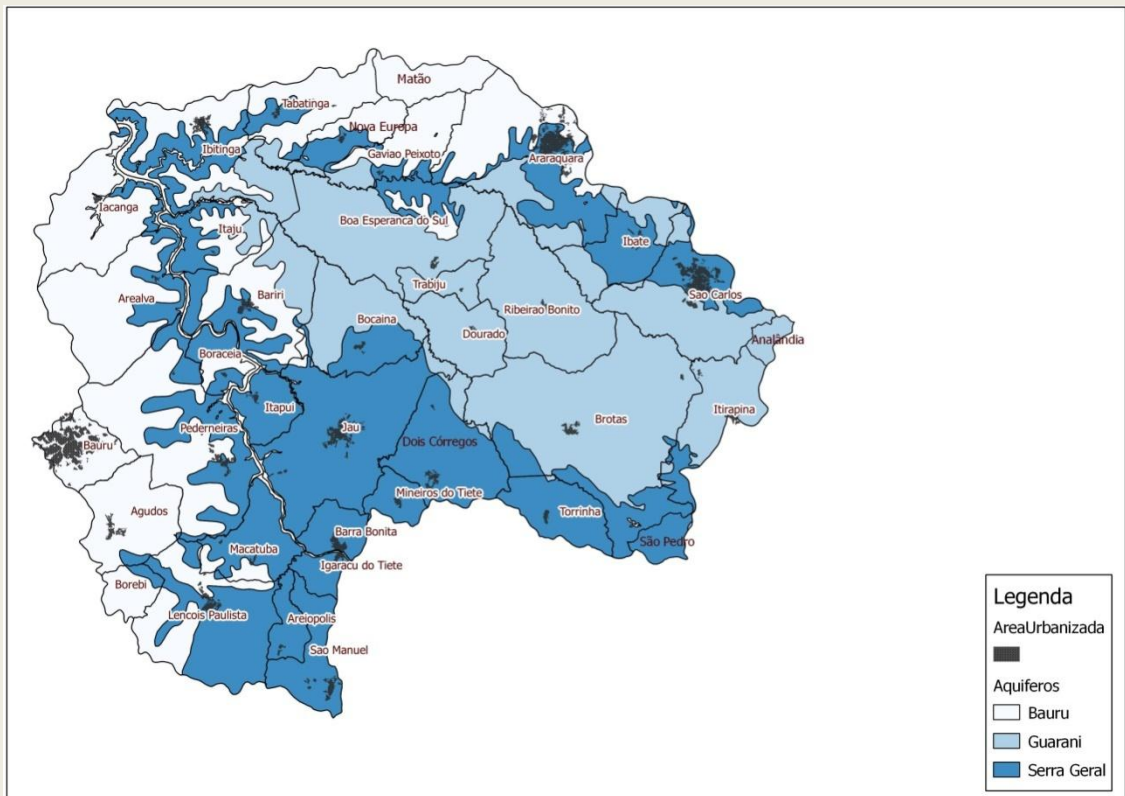 Matão
Tabatinga
Nova Europa
Ibitinga
Gaviao Peixoto
Araraquara
Iacanga
Boa Esperanca do Sul
Itaju
Ibate
Trabiju
Sao Carlos
Arealva
Bariri
Ribeirao Bonito
Bocaina
Dourado
Analândia
Boraceia
Itapui
Itirapina
Brotas
Pederneiras
Jau
Dois Córregos
Bauru
Mineiros do Tiete
Agudos
Torrinha
Barra Bonita
São Pedro
Macatuba
Igaracu do Tiete
Borebi
Lencois Paulista
Areiopolis
Sao Manuel
Legenda
AreaUrbanizada
Aquiferos
Bauru
Guarani
Serra Geral